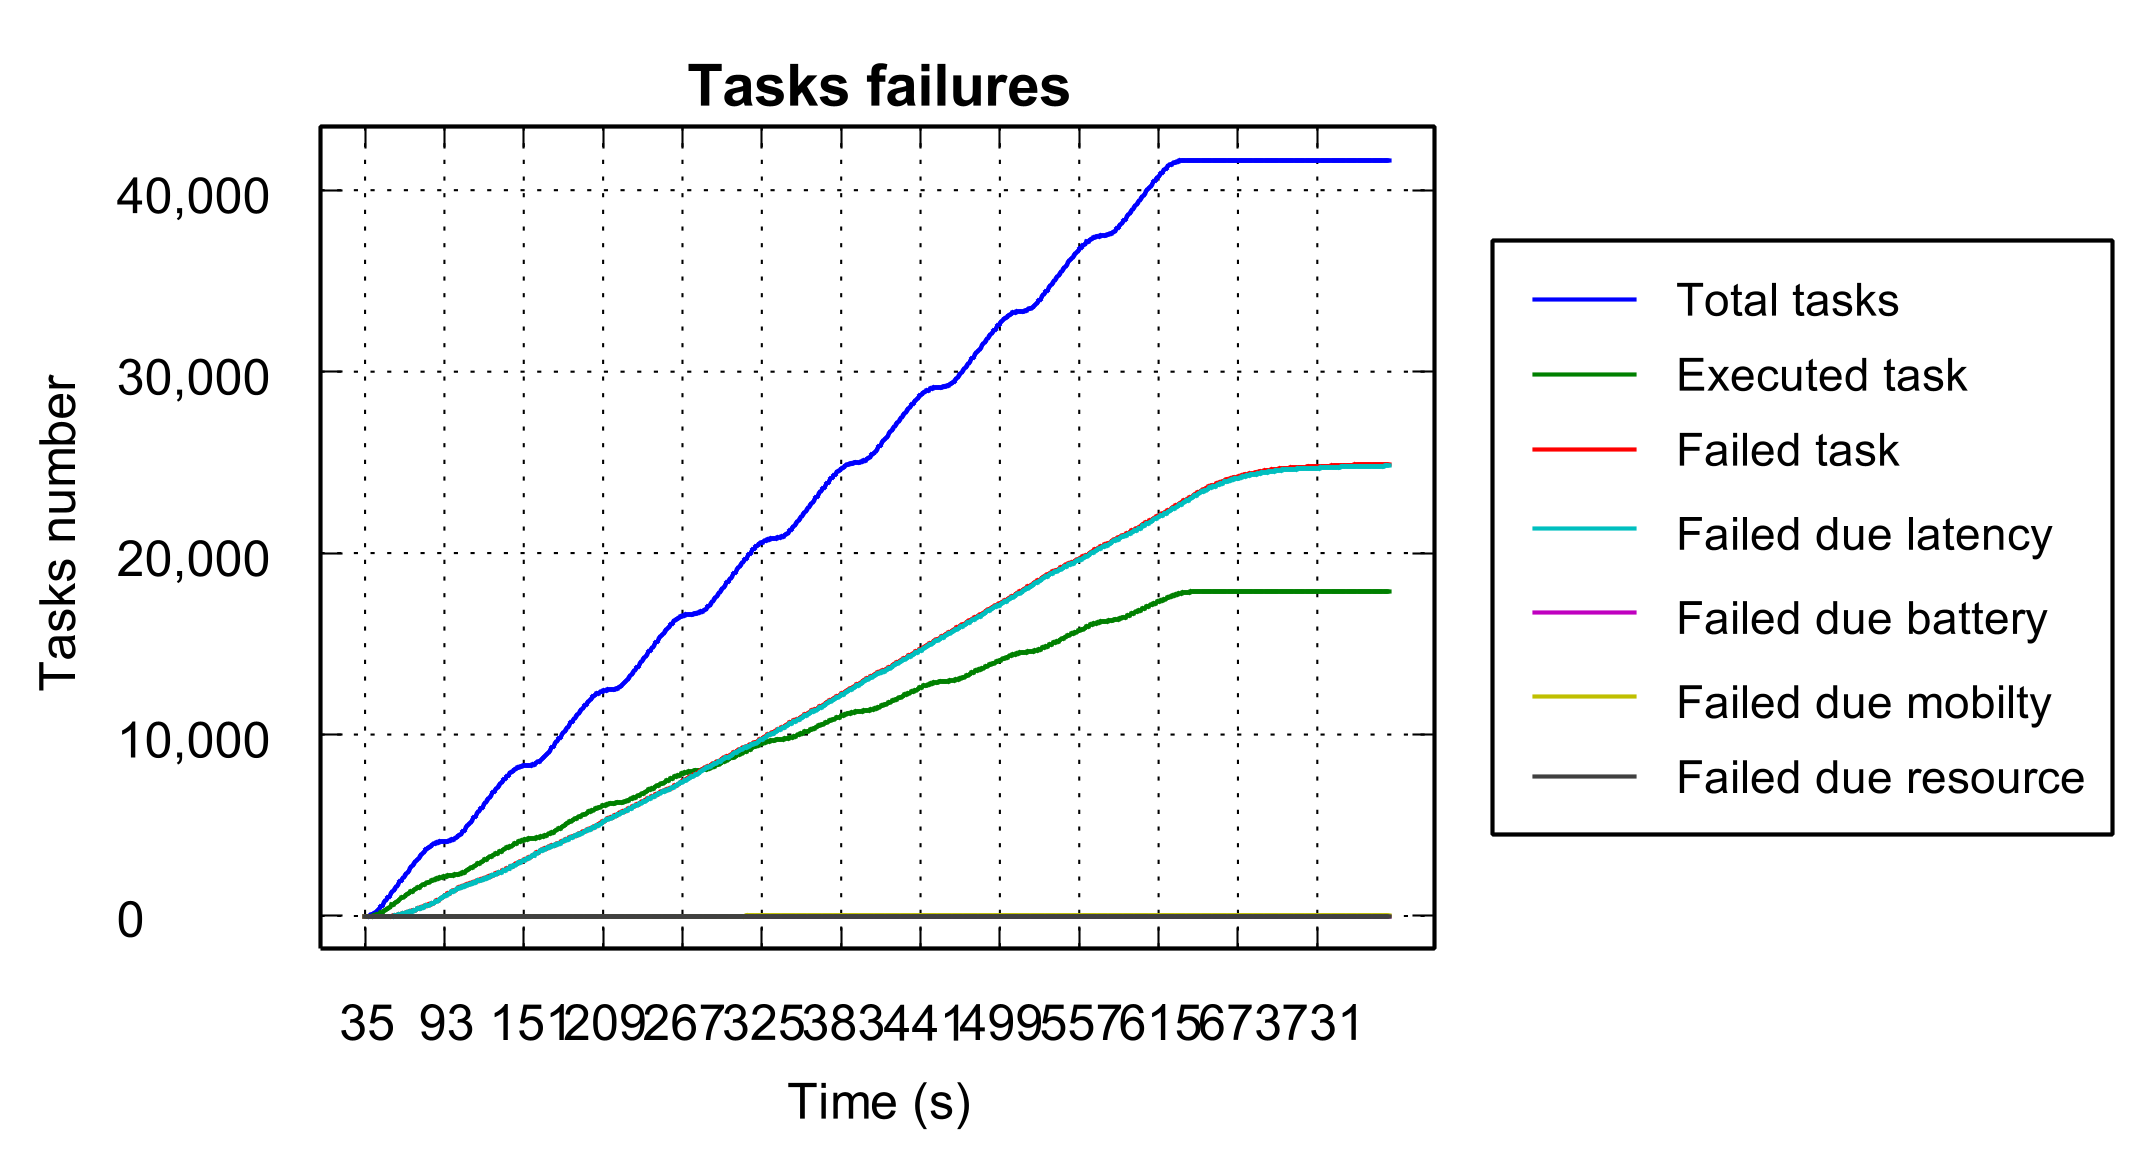 Tasks failures
40,000
30,000
20,000
10,000
0
Tasks number
35 93 151 209 267 325 383 441 499 557 615 673 731
Time (s)
Total tasks
Executed task
Failed task
Failed due latency
Failed due battery
Failed due mobilty
Failed due resource